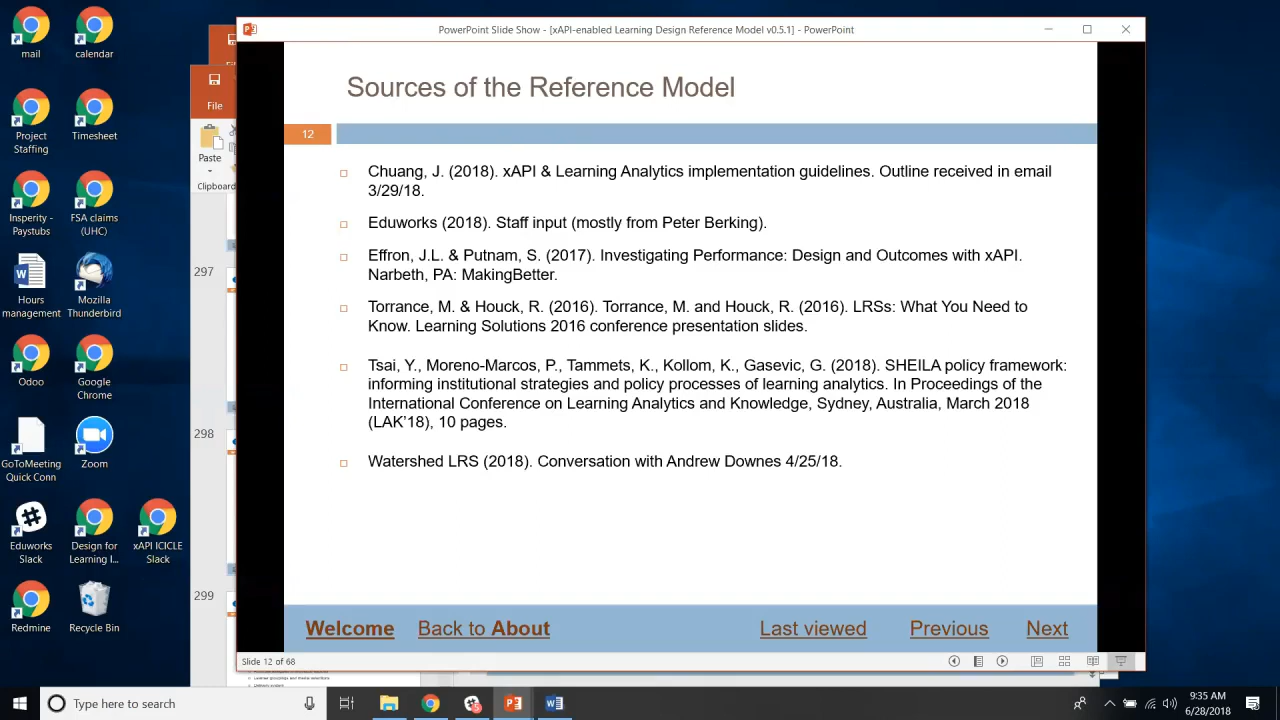 PowerPoint Slide Show - [xAPI-enabled Learning Design Reference Model v0.5.1] - PowerPoint
mail
calendar
Project
Staffing
Timesheet
Insperity -
Paystubs
FSA claims
(UHC)
Hours
management
Mozilla
Thunderbird
Odoo
Google
Chrome
GoToMeeting
Quick Conn
Zoom
Eduworks
Slack
Design for
Learning I...
xAPI ICICLE
Slack
Redmine
Recycle Bin
File
Paste
Clipboard
297
298
299
Sources of the Reference Model
12
Chuang, J. (2018). xAPI & Learning Analytics implementation guidelines. Outline received in email
3/29/18.
Eduworks (2018). Staff input (mostly from Peter Berking).
Effron, J.L. & Putnam, S. (2017). Investigating Performance: Design and Outcomes with xAPI.
Narbeth, PA: MakingBetter.
Torrance, M. & Houck, R. (2016). Torrance, M. and Houck, R. (2016). LRSs: What You Need to
Know. Learning Solutions 2016 conference presentation slides.
Tsai, Y., Moreno-Marcos, P., Tammets, K., Kollom, K., Gasevic, G. (2018). SHEILA policy framework:
informing institutional strategies and policy processes of learning analytics. In Proceedings of the
International Conference on Learning Analytics and Knowledge, Sydney, Australia, March 2018
(LAK'18), 10 pages.
Watershed LRS (2018). Conversation with Andrew Downes 4/25/18.
Welcome Back to About Last viewed Previous Next
Slide 12 of 68
Type here to search
9:35 AM
6/28/2018